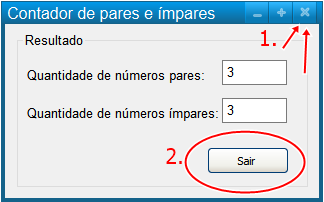 Contador de pares e ímpares
1.
Resultado
Quantidade de números pares: 3
Quantidade de números ímpares: 3
2.
Sair